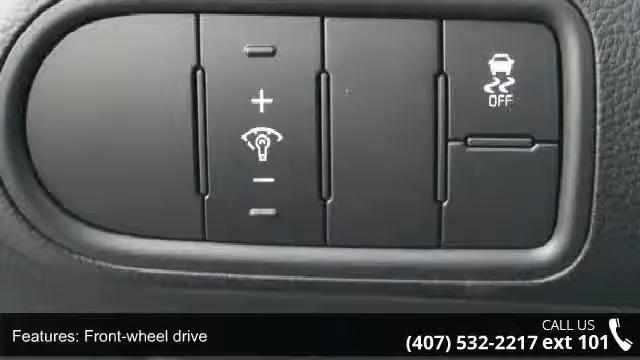 +
OFF
−
Features: Front-wheel drive
CALL US
(407) 532-2217 ext 101